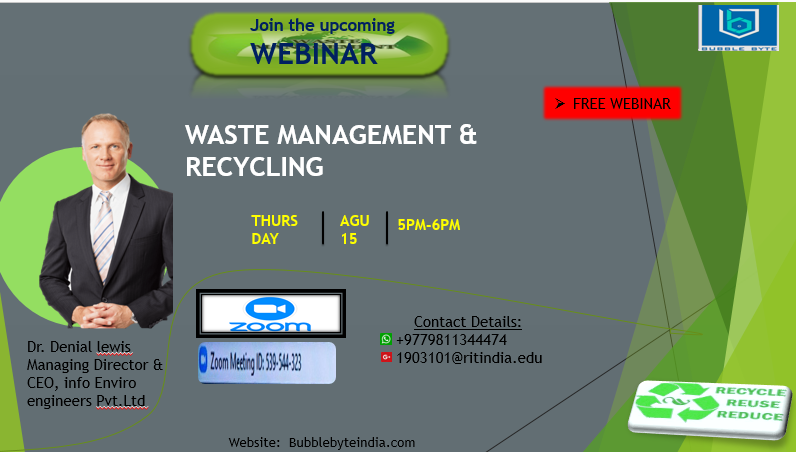 Join the upcoming
WEBINAR
BUBBLE BYTE
➢ FREE WEBINAR
WASTE MANAGEMENT &
RECYCLING
THURS
DAY
AGU
15
5PM-6PM
zoom
Zoom Meeting ID: 539-544-323
Contact Details:
+9779811344474
1903101@ritindia.edu
Dr. Denial lewis
Managing Director &
CEO, info Enviro
engineers Pvt.Ltd
RECYCLE
REUSE
REDUCE
Website: Bubblebyteindia.com